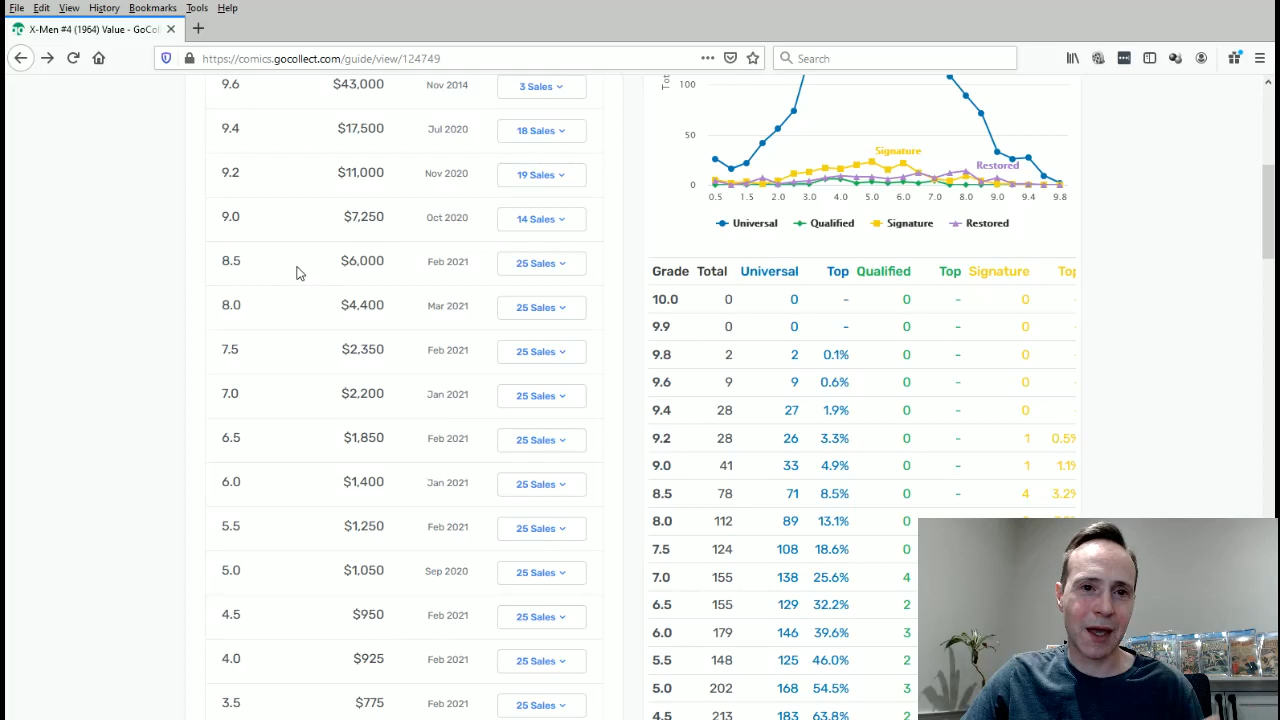 File Edit View History Bookmarks Tools Help
X-Men #4 (1964) Value - GoCol
https://comics.gocollect.com/guide/view/124749
Search
9.6 $43,000 Nov 2014 3 Sales
9.4 $17,500 Jul 2020 18 Sales
9.2 $11,000 Nov 2020 19 Sales
9.0 $7,250 Oct 2020 14 Sales
8.5 $6,000 Feb 2021 25 Sales
8.0 $4,400 Mar 2021 25 Sales
7.5 $2,350 Feb 2021 25 Sales
7.0 $2,200 Jan 2021 25 Sales
6.5 $1,850 Feb 2021 25 Sales
6.0 $1,400 Jan 2021 25 Sales
5.5 $1,250 Feb 2021 25 Sales
5.0 $1,050 Sep 2020 25 Sales
4.5 $950 Feb 2021 25 Sales
4.0 $925 Feb 2021 25 Sales
3.5 $775 Feb 2021 25 Sales
Tot
100
50
0
Signature
Restored
0.5 1.5 2.0 3.0 4.0 5.0 6.0 7.0 8.0 9.0 9.4 9.8
Universal Qualified Signature Restored
Grade Total Universal Top Qualified Top Signature Top
10.0 0 0 - 0 - 0 -
9.9 0 0 - 0 - 0 -
9.8 2 2 0.1% 0 - 0 -
9.6 9 9 0.6% 0 - 0 -
9.4 28 27 1.9% 0 - 0 -
9.2 28 26 3.3% 0 - 1 0.5%
9.0 41 33 4.9% 0 - 1 1.1%
8.5 78 71 8.5% 0 - 4 3.2%
8.0 112 89 13.1% 0
7.5 124 108 18.6% 0
7.0 155 138 25.6% 4
6.5 155 129 32.2% 2
6.0 179 146 39.6% 3
5.5 148 125 46.0% 2
5.0 202 168 54.5% 3
4.5 213 183 63.8% 2